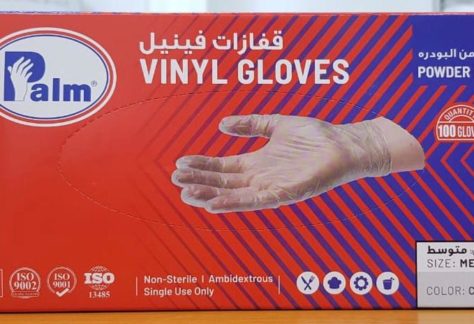 Palm®
قفازات فينيل
VINYL GLOVES
من البودره
POWDER
QUANTIT
100 GLOV
متوسط
SIZE: ME
COLOR: C
ISO
9002
ISO
9001
ISO
13485
Non-Sterile | Ambidextrous
Single Use Only